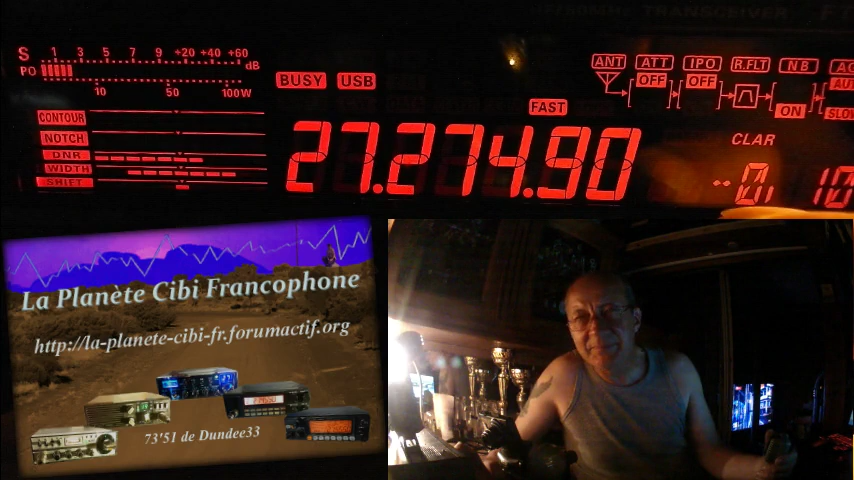 TRANSCEIVER FT
S 1 3 5 7 9 +20 +40 +60 dB
PO
10 50 100W
BUSY USB
ANT ATT IPO R.FLT NB
OFF OFF ON
FAST
CONTOUR
NOTCH
DNR
WIDTH
SHIFT
27.274.90
CLAR
La Planète Cibi Francophone
http://la-planete-cibi-fr.forumactif.org
73'51 de Dundee33